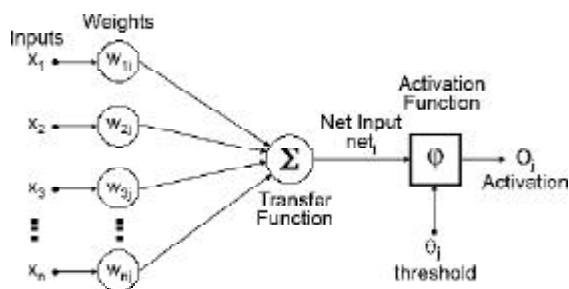 Inputs
Weights
x1
w1j
x2
w2j
x3
w3j
xn
wnj
Σ
Transfer
Function
Net Input
netj
Activation
Function
φ
Oj
Activation
θj
threshold